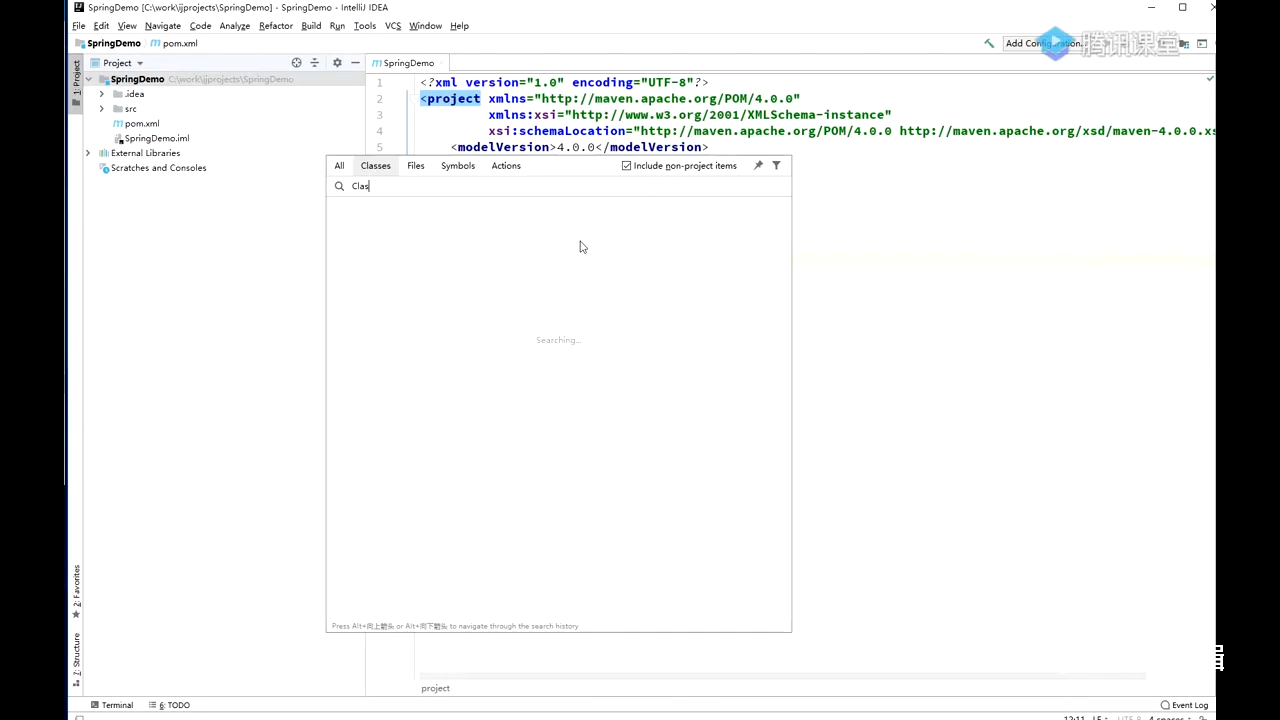 SpringDemo [C:\work\ijprojects\SpringDemo] - SpringDemo - IntelliJ IDEA
File Edit View Navigate Code Analyze Refactor Build Run Tools VCS Window Help
SpringDemo pom.xml
Add Configuration...
腾讯课堂
1: Project
Project
SpringDemo
SpringDemo C:\work\ijprojects\SpringDemo
.idea
src
pom.xml
SpringDemo.iml
External Libraries
Scratches and Consoles
1 <?xml version="1.0" encoding="UTF-8"?>
2 <project xmlns="http://maven.apache.org/POM/4.0.0"
3 xmlns:xsi="http://www.w3.org/2001/XMLSchema-instance"
4 xsi:schemaLocation="http://maven.apache.org/POM/4.0.0 http://maven.apache.org/xsd/maven-4.0.0.xs
5 <modelVersion>4.0.0</modelVersion>
All Classes Files Symbols Actions Include non-project items
Clas
Searching...
Press Alt+向上箭头 or Alt+向下箭头 to navigate through the search history
2: Favorites
7: Structure
project
Terminal 6: TODO Event Log
12:11 LF UTF-8 4 spaces